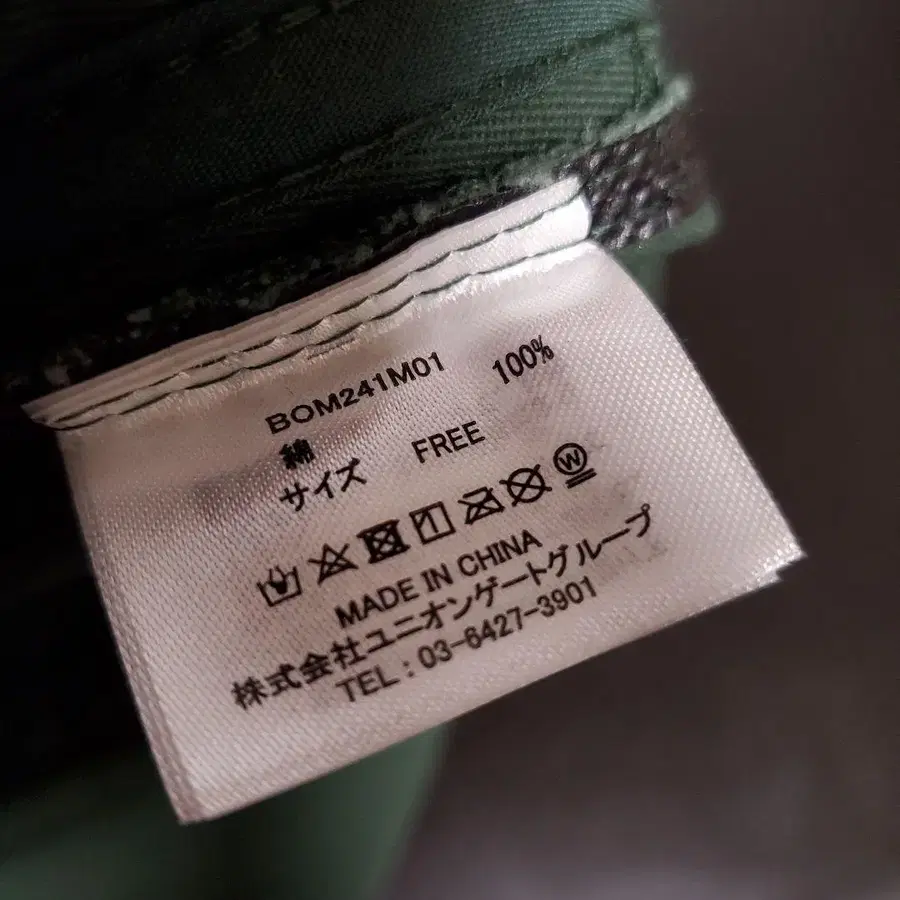 BOM241M01
綿 100%
サイズ FREE
W
MADE IN CHINA
株式会社ユニオンゲートグループ
TEL : 03-6427-3901